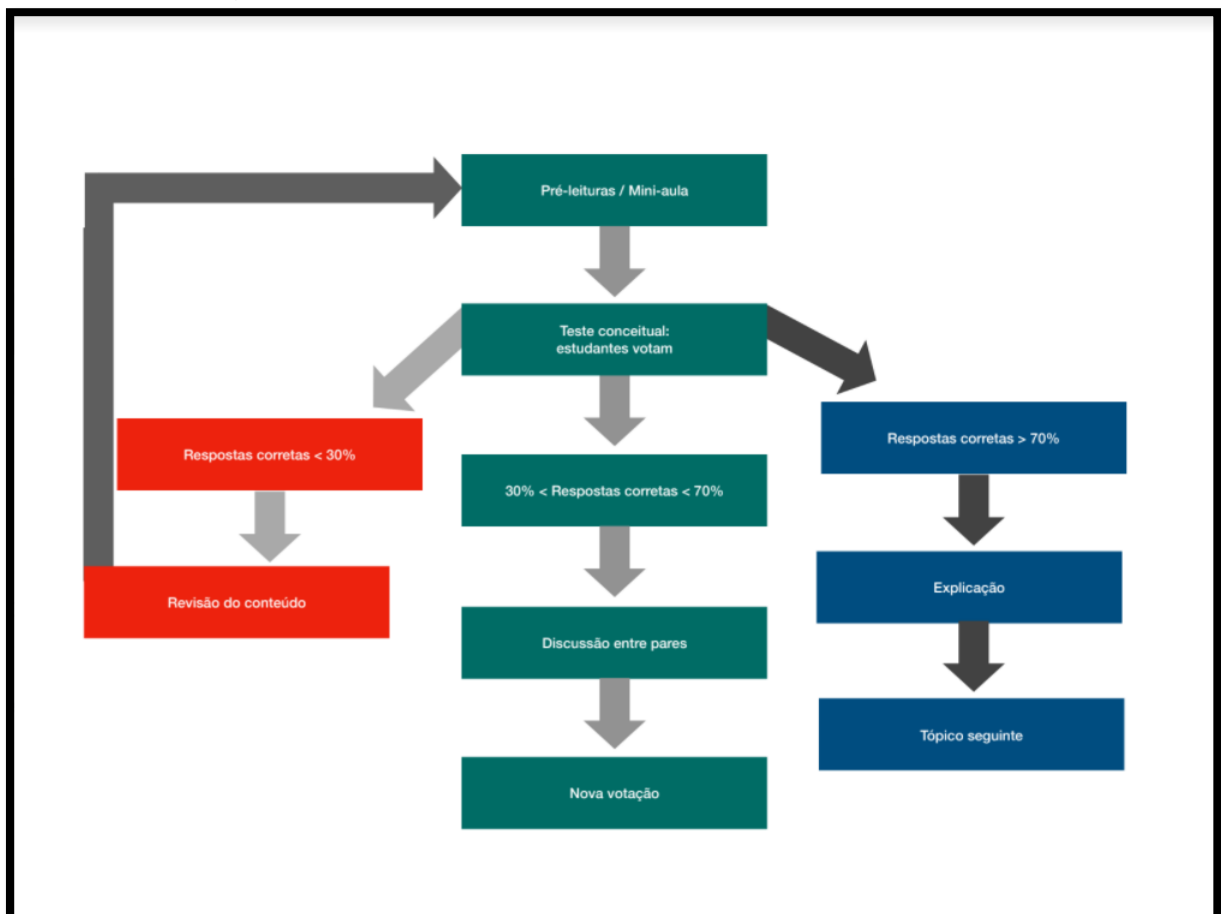 Pré-leituras / Mini-aula
Teste conceitual:
estudantes votam
Respostas corretas < 30%
Revisão do conteúdo
30% < Respostas corretas < 70%
Discussão entre pares
Nova votação
Respostas corretas > 70%
Explicação
Tópico seguinte